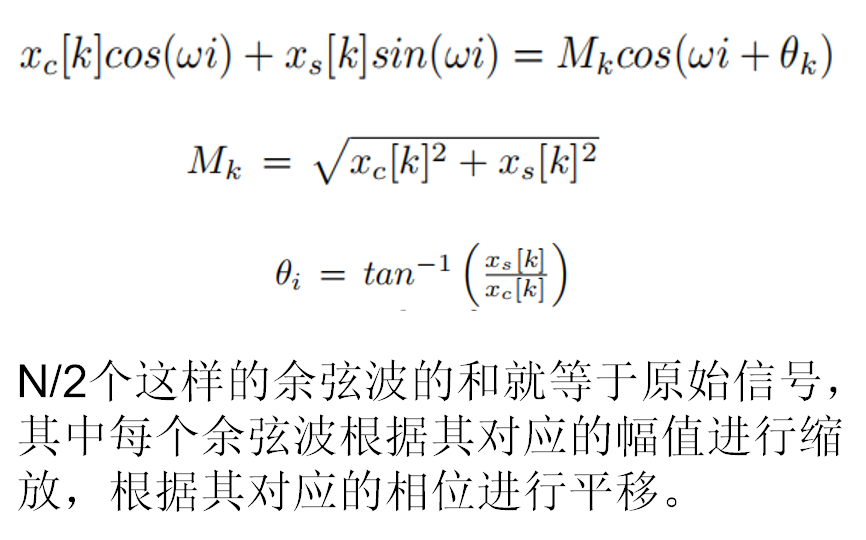 x_c[k]cos(ωi) + x_s[k]sin(ωi) = M_kcos(ωi + θ_k)
M_k = √(x_c[k]² + x_s[k]²)
θ_i = tan⁻¹(x_s[k]/x_c[k])
N/2个这样的余弦波的和就等于原始信号，
其中每个余弦波根据其对应的幅值进行缩
放，根据其对应的相位进行平移。